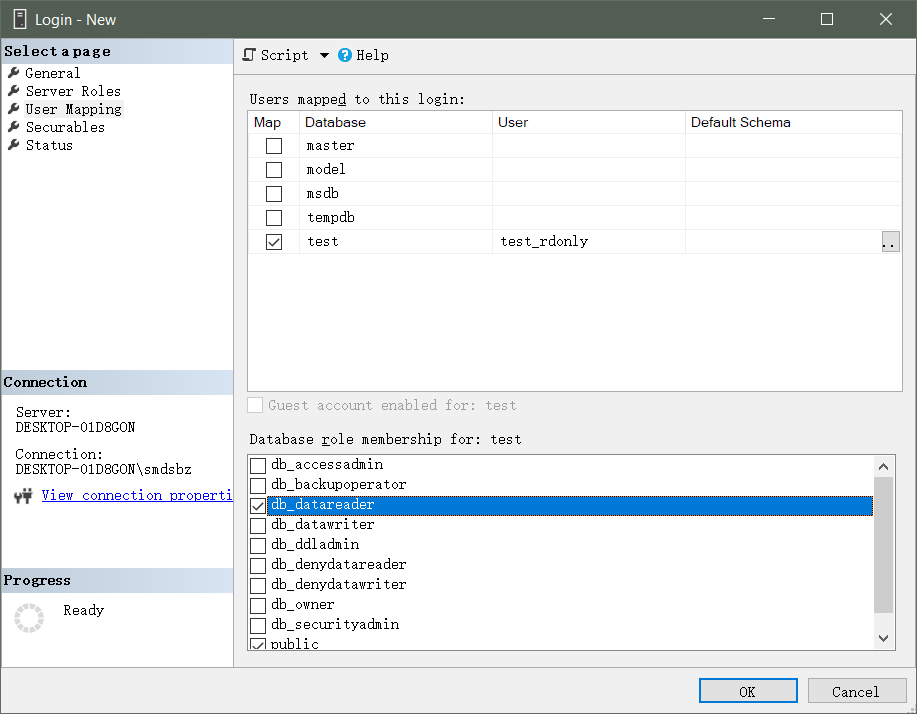 Login - New
Select a page
General
Server Roles
User Mapping
Securables
Status
Script
Help
Users mapped to this login:
Map Database User Default Schema
master
model
msdb
tempdb
test test_rdonly ..
Guest account enabled for: test
Database role membership for: test
db_accessadmin
db_backupoperator
db_datareader
db_datawriter
db_ddladmin
db_denydatareader
db_denydatawriter
db_owner
db_securityadmin
public
Connection
Server:
DESKTOP-01D8GON
Connection:
DESKTOP-01D8GON\smdsbz
View connection properti
Progress
Ready
OK
Cancel